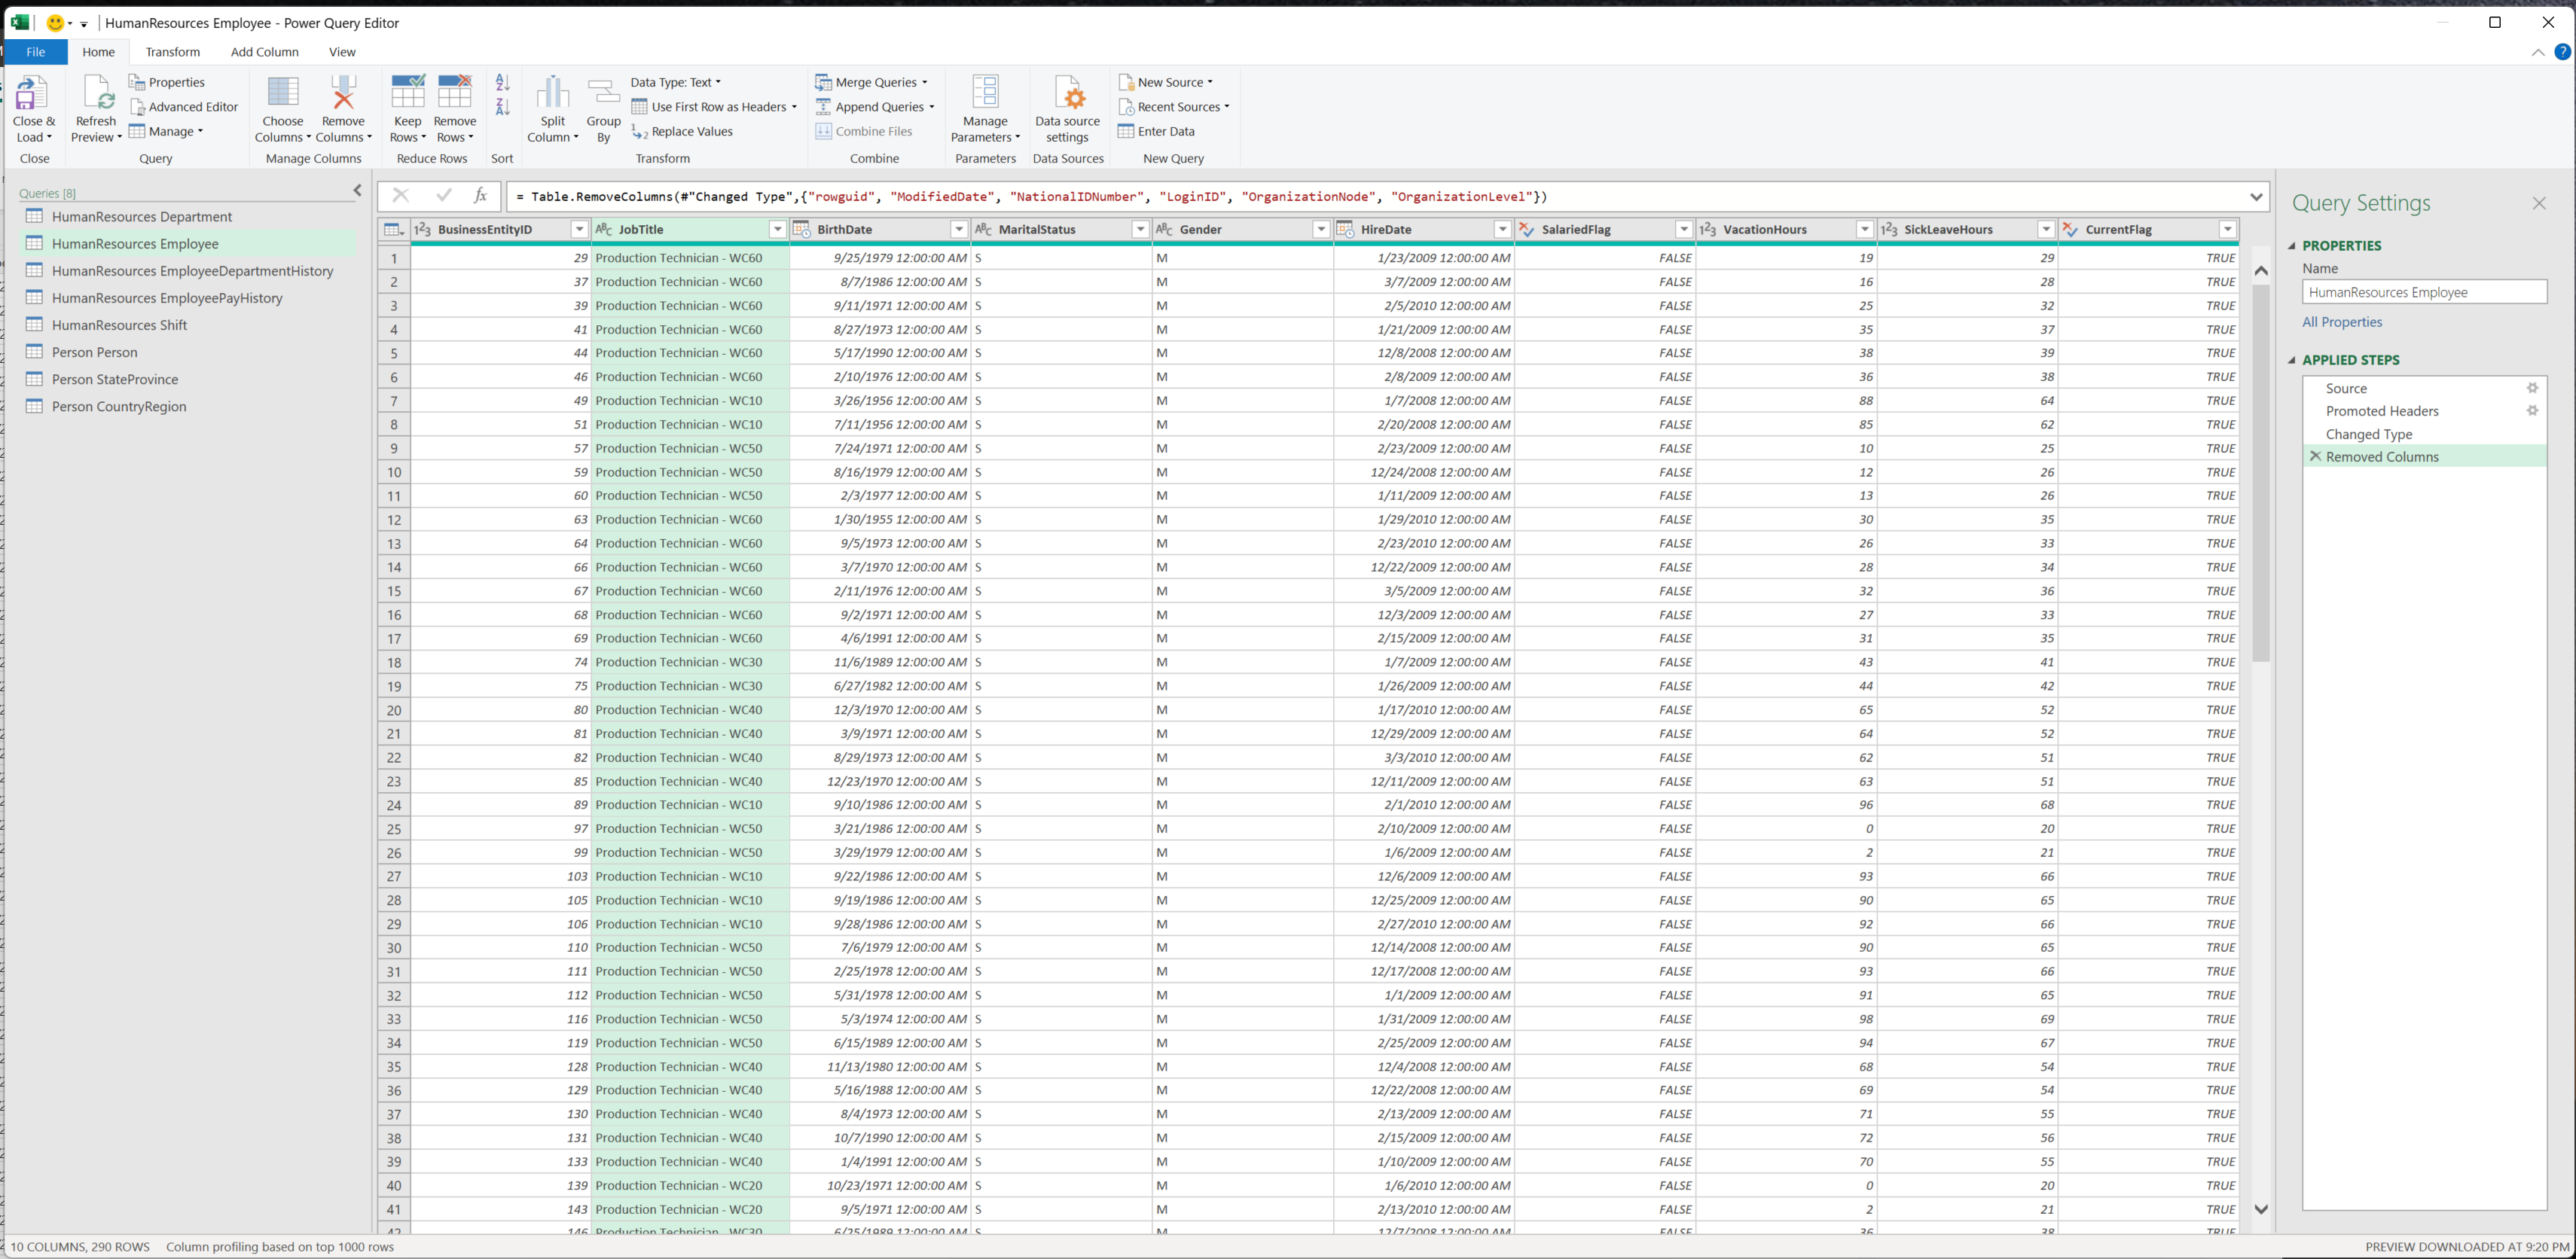 HumanResources Employee - Power Query Editor
File Home Transform Add Column View
Close & Load
Close
Refresh Preview
Properties
Advanced Editor
Manage
Query
Choose Columns
Remove Columns
Manage Columns
Keep Rows
Remove Rows
Reduce Rows
Sort
Split Column
Group By
Data Type: Text
Use First Row as Headers
Replace Values
Transform
Merge Queries
Append Queries
Combine Files
Combine
Manage Parameters
Parameters
Data source settings
Data Sources
New Source
Recent Sources
Enter Data
New Query
Queries [8]
HumanResources Department
HumanResources Employee
HumanResources EmployeeDepartmentHistory
HumanResources EmployeePayHistory
HumanResources Shift
Person Person
Person StateProvince
Person CountryRegion
fx = Table.RemoveColumns(#"Changed Type",{"rowguid", "ModifiedDate", "NationalIDNumber", "LoginID", "OrganizationNode", "OrganizationLevel"})
BusinessEntityID JobTitle BirthDate MaritalStatus Gender HireDate SalariedFlag VacationHours SickLeaveHours CurrentFlag
1 29 Production Technician - WC60 9/25/1979 12:00:00 AM S M 1/23/2009 12:00:00 AM FALSE 19 29 TRUE
2 37 Production Technician - WC60 8/7/1986 12:00:00 AM S M 3/7/2009 12:00:00 AM FALSE 16 28 TRUE
3 39 Production Technician - WC60 9/11/1971 12:00:00 AM S M 2/5/2010 12:00:00 AM FALSE 25 32 TRUE
4 41 Production Technician - WC60 8/27/1973 12:00:00 AM S M 1/21/2009 12:00:00 AM FALSE 35 37 TRUE
5 44 Production Technician - WC60 5/17/1990 12:00:00 AM S M 12/8/2008 12:00:00 AM FALSE 38 39 TRUE
6 46 Production Technician - WC60 2/10/1976 12:00:00 AM S M 2/8/2009 12:00:00 AM FALSE 36 38 TRUE
7 49 Production Technician - WC10 3/26/1956 12:00:00 AM S M 1/7/2008 12:00:00 AM FALSE 88 64 TRUE
8 51 Production Technician - WC10 7/11/1956 12:00:00 AM S M 2/20/2008 12:00:00 AM FALSE 85 62 TRUE
9 57 Production Technician - WC50 7/24/1971 12:00:00 AM S M 2/23/2009 12:00:00 AM FALSE 10 25 TRUE
10 59 Production Technician - WC50 8/16/1979 12:00:00 AM S M 12/24/2008 12:00:00 AM FALSE 12 26 TRUE
11 60 Production Technician - WC50 2/3/1977 12:00:00 AM S M 1/11/2009 12:00:00 AM FALSE 13 26 TRUE
12 63 Production Technician - WC60 1/30/1955 12:00:00 AM S M 1/29/2010 12:00:00 AM FALSE 30 35 TRUE
13 64 Production Technician - WC60 9/5/1973 12:00:00 AM S M 2/23/2010 12:00:00 AM FALSE 26 33 TRUE
14 66 Production Technician - WC60 3/7/1970 12:00:00 AM S M 12/22/2009 12:00:00 AM FALSE 28 34 TRUE
15 67 Production Technician - WC60 2/11/1976 12:00:00 AM S M 3/5/2009 12:00:00 AM FALSE 32 36 TRUE
16 68 Production Technician - WC60 9/2/1971 12:00:00 AM S M 12/3/2009 12:00:00 AM FALSE 27 33 TRUE
17 69 Production Technician - WC60 4/6/1991 12:00:00 AM S M 2/15/2009 12:00:00 AM FALSE 31 35 TRUE
18 74 Production Technician - WC30 11/6/1989 12:00:00 AM S M 1/7/2009 12:00:00 AM FALSE 43 41 TRUE
19 75 Production Technician - WC30 6/27/1982 12:00:00 AM S M 1/26/2009 12:00:00 AM FALSE 44 42 TRUE
20 80 Production Technician - WC40 12/3/1970 12:00:00 AM S M 1/17/2010 12:00:00 AM FALSE 65 52 TRUE
21 81 Production Technician - WC40 3/9/1971 12:00:00 AM S M 12/29/2009 12:00:00 AM FALSE 64 52 TRUE
22 82 Production Technician - WC40 8/29/1973 12:00:00 AM S M 3/3/2010 12:00:00 AM FALSE 62 51 TRUE
23 85 Production Technician - WC40 12/23/1970 12:00:00 AM S M 12/11/2009 12:00:00 AM FALSE 63 51 TRUE
24 89 Production Technician - WC10 9/10/1986 12:00:00 AM S M 2/1/2010 12:00:00 AM FALSE 96 68 TRUE
25 97 Production Technician - WC50 3/21/1986 12:00:00 AM S M 2/10/2009 12:00:00 AM FALSE 0 20 TRUE
26 99 Production Technician - WC50 3/29/1979 12:00:00 AM S M 1/6/2009 12:00:00 AM FALSE 2 21 TRUE
27 103 Production Technician - WC10 9/22/1986 12:00:00 AM S M 12/6/2009 12:00:00 AM FALSE 93 66 TRUE
28 105 Production Technician - WC10 9/19/1986 12:00:00 AM S M 12/25/2009 12:00:00 AM FALSE 90 65 TRUE
29 106 Production Technician - WC10 9/28/1986 12:00:00 AM S M 2/27/2010 12:00:00 AM FALSE 92 66 TRUE
30 110 Production Technician - WC50 7/6/1979 12:00:00 AM S M 12/14/2008 12:00:00 AM FALSE 90 65 TRUE
31 111 Production Technician - WC50 2/25/1978 12:00:00 AM S M 12/17/2008 12:00:00 AM FALSE 93 66 TRUE
32 112 Production Technician - WC50 5/31/1978 12:00:00 AM S M 1/1/2009 12:00:00 AM FALSE 91 65 TRUE
33 116 Production Technician - WC50 5/3/1974 12:00:00 AM S M 1/31/2009 12:00:00 AM FALSE 98 69 TRUE
34 119 Production Technician - WC50 6/15/1989 12:00:00 AM S M 2/25/2009 12:00:00 AM FALSE 94 67 TRUE
35 128 Production Technician - WC40 11/13/1980 12:00:00 AM S M 12/4/2008 12:00:00 AM FALSE 68 54 TRUE
36 129 Production Technician - WC40 5/16/1988 12:00:00 AM S M 12/22/2008 12:00:00 AM FALSE 69 54 TRUE
37 130 Production Technician - WC40 8/4/1973 12:00:00 AM S M 2/13/2009 12:00:00 AM FALSE 71 55 TRUE
38 131 Production Technician - WC40 10/7/1990 12:00:00 AM S M 2/15/2009 12:00:00 AM FALSE 72 56 TRUE
39 133 Production Technician - WC40 1/4/1991 12:00:00 AM S M 1/10/2009 12:00:00 AM FALSE 70 55 TRUE
40 139 Production Technician - WC20 10/23/1971 12:00:00 AM S M 1/6/2010 12:00:00 AM FALSE 0 20 TRUE
41 143 Production Technician - WC20 9/5/1971 12:00:00 AM S M 2/13/2010 12:00:00 AM FALSE 2 21 TRUE
42 146 Production Technician - WC30 6/25/1989 12:00:00 AM S M 12/7/2008 12:00:00 AM FALSE 36 38 TRUE
Query Settings
PROPERTIES
Name
HumanResources Employee
All Properties
APPLIED STEPS
Source
Promoted Headers
Changed Type
Removed Columns
10 COLUMNS, 290 ROWS Column profiling based on top 1000 rows
PREVIEW DOWNLOADED AT 9:20 PM